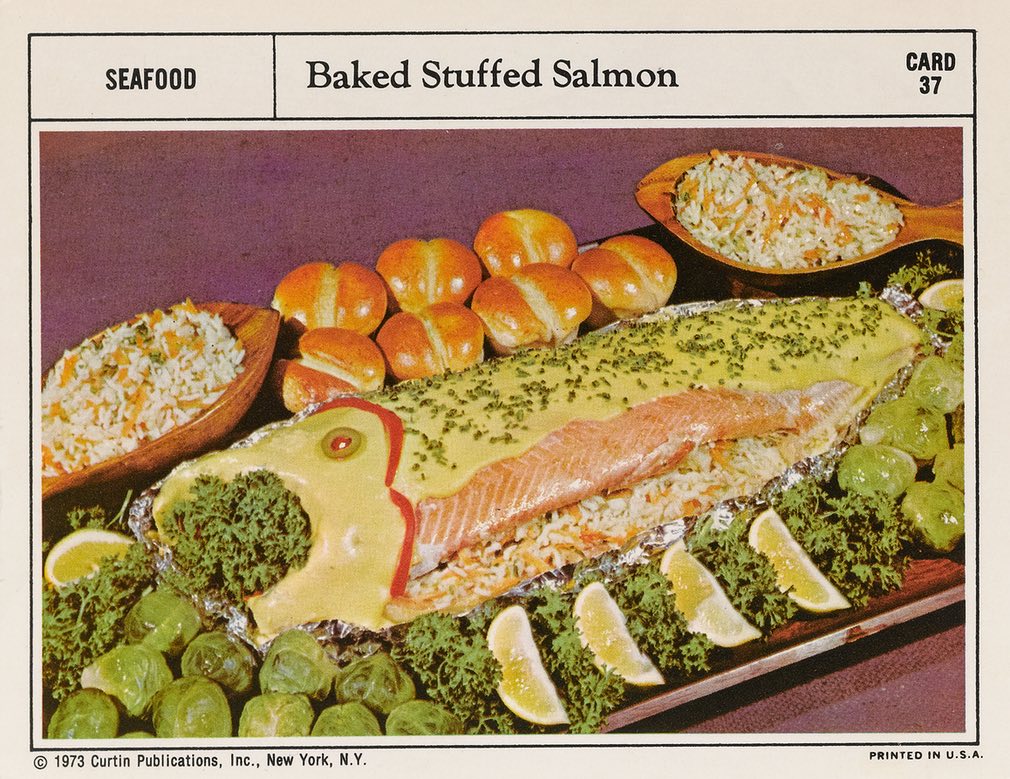 SEAFOOD
Baked Stuffed Salmon
CARD
37
© 1973 Curtin Publications, Inc., New York, N.Y.
PRINTED IN U.S.A.